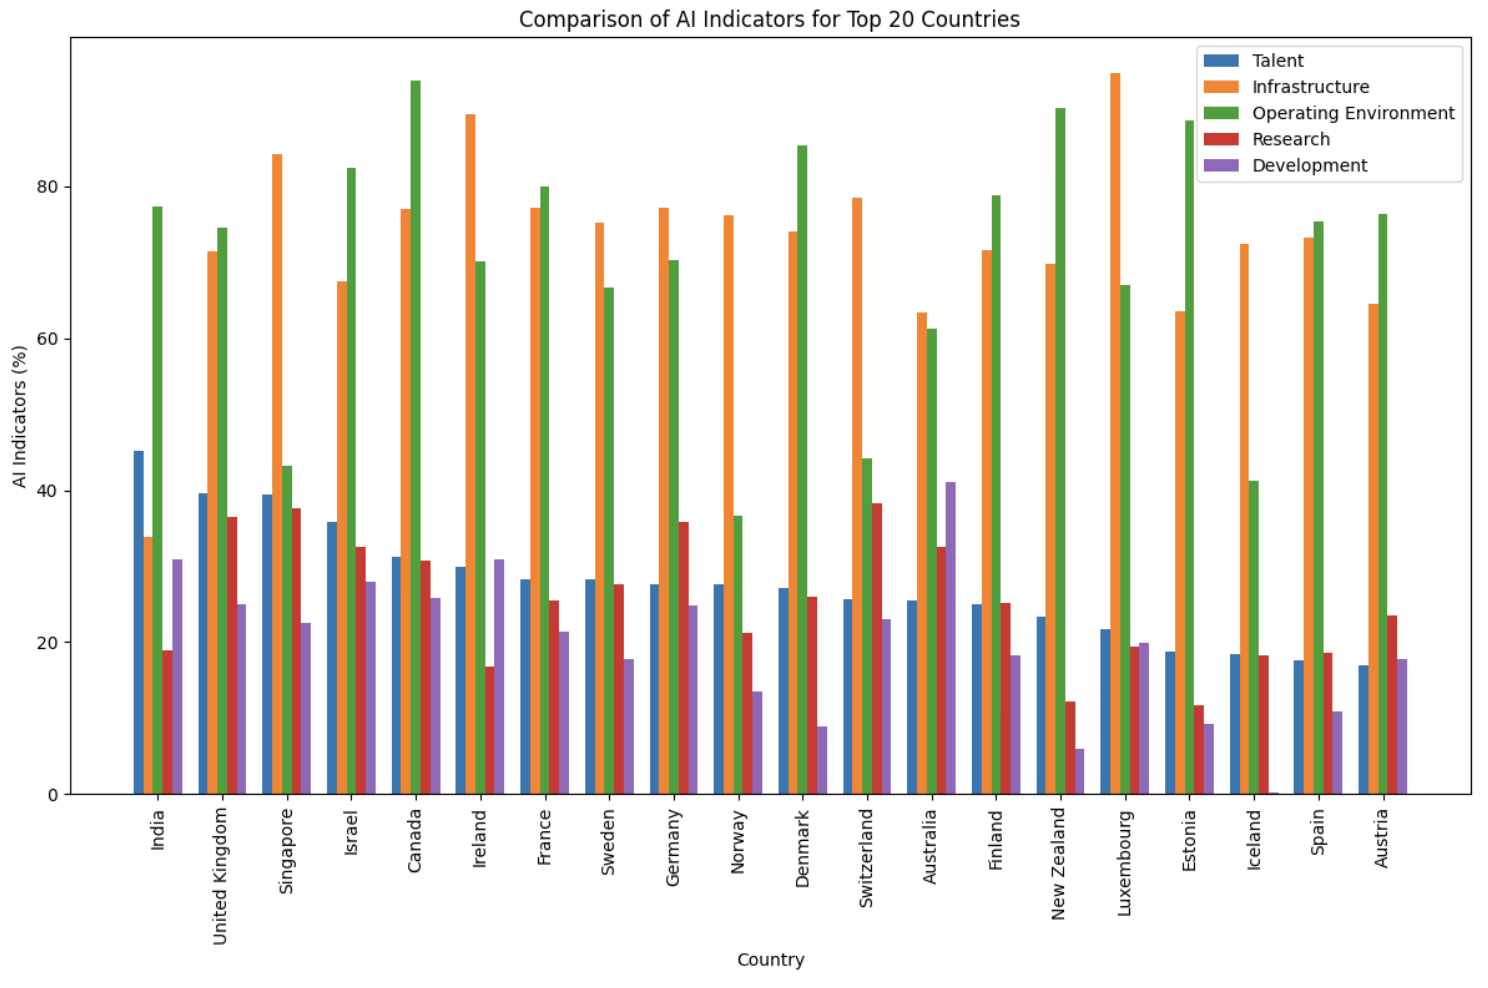 Comparison of AI Indicators for Top 20 Countries
Talent
Infrastructure
Operating Environment
Research
Development
AI Indicators (%)
80
60
40
20
0
India
United Kingdom
Singapore
Israel
Canada
Ireland
France
Sweden
Germany
Norway
Denmark
Switzerland
Australia
Finland
New Zealand
Luxembourg
Estonia
Iceland
Spain
Austria
Country